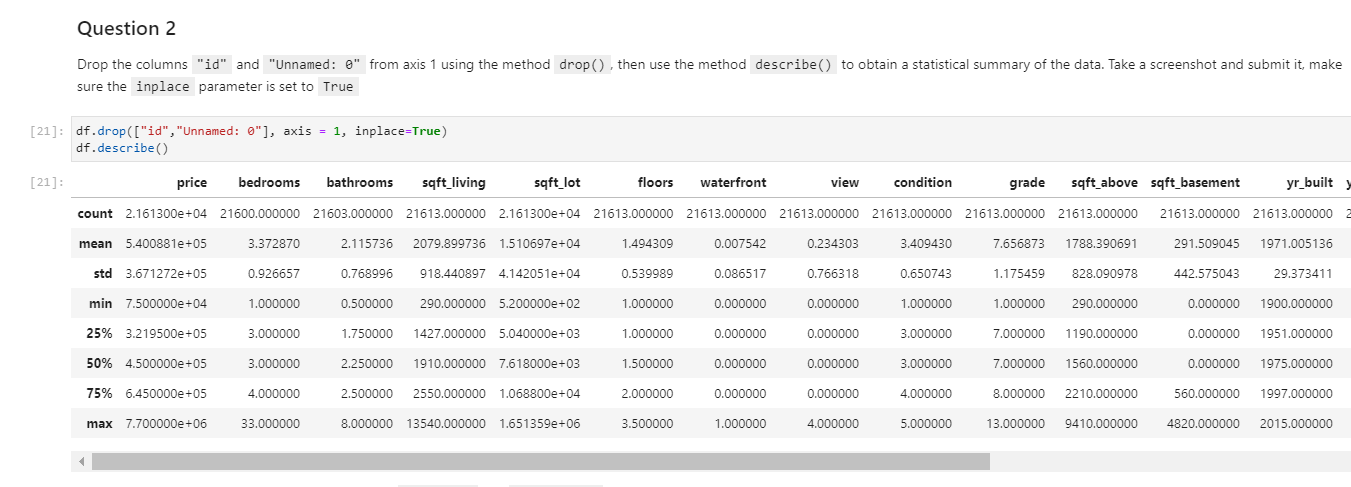 Question 2
Drop the columns "id" and "Unnamed: 0" from axis 1 using the method drop() , then use the method describe() to obtain a statistical summary of the data. Take a screenshot and submit it, make
sure the inplace parameter is set to True
[21]: df.drop(["id","Unnamed: 0"], axis = 1, inplace=True)
df.describe()
[21]: price bedrooms bathrooms sqft_living sqft_lot floors waterfront view condition grade sqft_above sqft_basement yr_built y
count 2.161300e+04 21600.000000 21603.000000 21613.000000 2.161300e+04 21613.000000 21613.000000 21613.000000 21613.000000 21613.000000 21613.000000 21613.000000 21613.000000 2
mean 5.400881e+05 3.372870 2.115736 2079.899736 1.510697e+04 1.494309 0.007542 0.234303 3.409430 7.656873 1788.390691 291.509045 1971.005136
std 3.671272e+05 0.926657 0.768996 918.440897 4.142051e+04 0.539989 0.086517 0.766318 0.650743 1.175459 828.090978 442.575043 29.373411
min 7.500000e+04 1.000000 0.500000 290.000000 5.200000e+02 1.000000 0.000000 0.000000 1.000000 1.000000 290.000000 0.000000 1900.000000
25% 3.219500e+05 3.000000 1.750000 1427.000000 5.040000e+03 1.000000 0.000000 0.000000 3.000000 7.000000 1190.000000 0.000000 1951.000000
50% 4.500000e+05 3.000000 2.250000 1910.000000 7.618000e+03 1.500000 0.000000 0.000000 3.000000 7.000000 1560.000000 0.000000 1975.000000
75% 6.450000e+05 4.000000 2.500000 2550.000000 1.068800e+04 2.000000 0.000000 0.000000 4.000000 8.000000 2210.000000 560.000000 1997.000000
max 7.700000e+06 33.000000 8.000000 13540.000000 1.651359e+06 3.500000 1.000000 4.000000 5.000000 13.000000 9410.000000 4820.000000 2015.000000